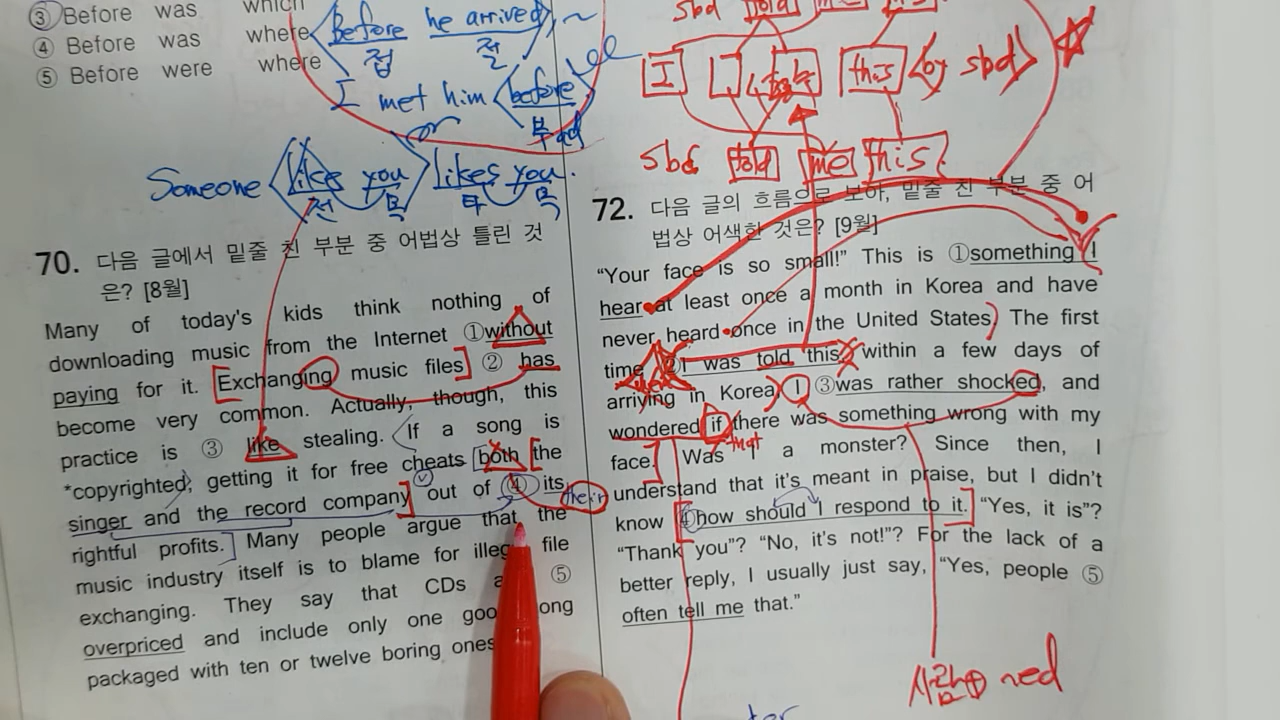 ③ Before was which
④ Before was where
⑤ Before were where
before he arrived
접 절
I met him before
부 ad
Someone like you likes you.
전 목 타 목
I told this by sbd
sbd told me this
70. 다음 글에서 밑줄 친 부분 중 어법상 틀린 것
은? [8월]
Many of today's kids think nothing of
downloading music from the Internet ①without
paying for it. Exchanging music files ② has
become very common. Actually, though, this
practice is ③ like stealing. If a song is
*copyrighted, getting it for free cheats both the
singer and the record company out of ④ its
their
rightful profits. Many people argue that the
music industry itself is to blame for file
exchanging. They say that CDs ⑤
overpriced and include only one
packaged with ten or twelve boring ones
72. 다음 글의 흐름으로 보아, 밑줄 친 부분 중 어
법상 어색한 것은? [9월]
"Your face is so small!" This is ①something I
hear at least once a month in Korea and have
never heard once in the United States. The first
time ②I was told this within a few days of
arriving in Korea, I ③was rather shocked, and
wondered if there was something wrong with my
that
face. Was I a monster? Since then, I
understand that it's meant in praise, but I didn't
know ④how should I respond to it. "Yes, it is"?
"Thank you"? "No, it's not!"? For the lack of a
better reply, I usually just say, "Yes, people ⑤
often tell me that."
ned